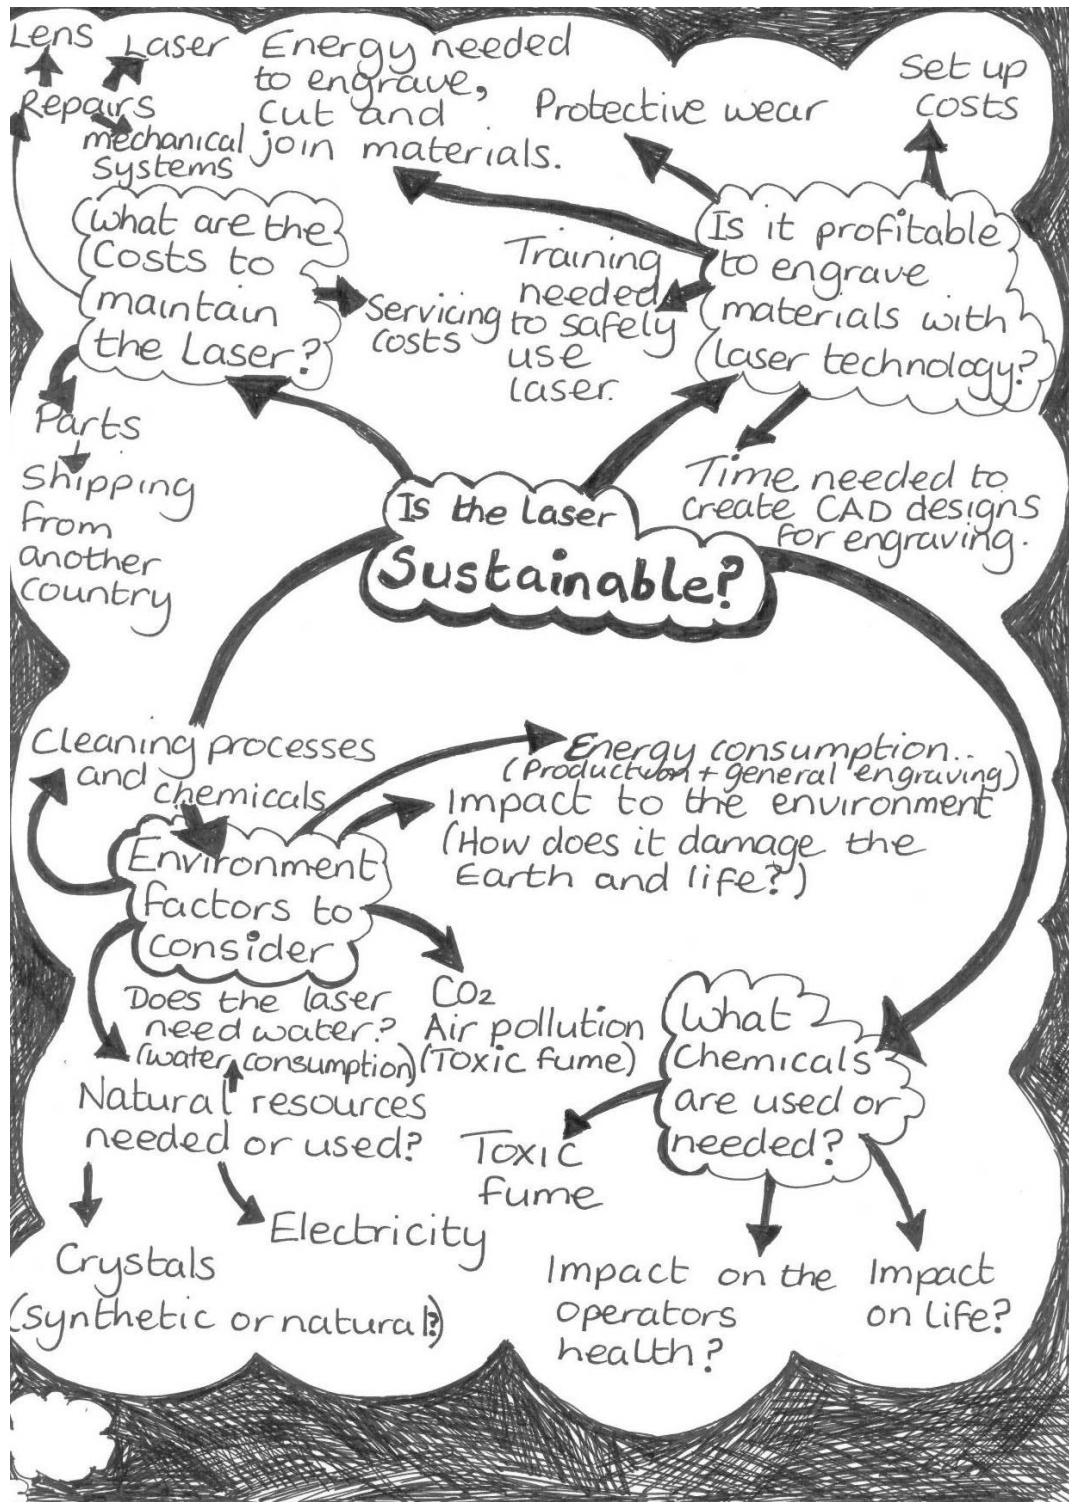 Lens
Laser
Repairs
mechanical
Systems
Energy needed
to engrave,
cut and
join materials.
Protective wear
Set up
costs
What are the
Costs to
maintain
the Laser?
Servicing
costs
Training
needed
to safely
use
laser.
Is it profitable
to engrave
materials with
laser technology?
Parts
Shipping
from
another
country
Is the laser
Sustainable?
Time needed to
create CAD designs
for engraving.
Cleaning processes
and chemicals
Energy consumption...
(Production + general engraving)
Impact to the environment
(How does it damage the
Earth and life?)
Environment
factors to
consider
Does the laser
need water?
(water consumption)
CO2
Air pollution
(Toxic fume)
Natural resources
needed or used?
Crystals
(synthetic or natural?)
Electricity
What
Chemicals
are used or
needed?
Toxic
fume
Impact on the
operators
health?
Impact
on life?